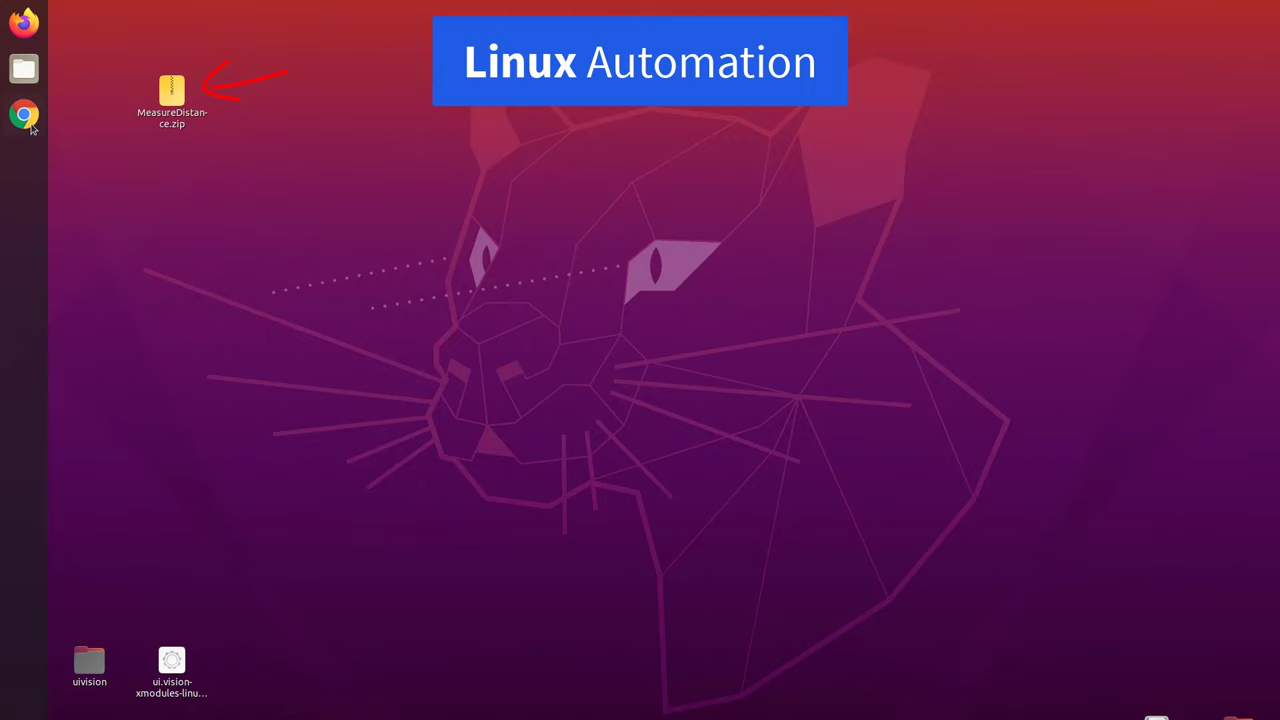 Linux Automation
MeasureDistan-
ce.zip
uivision
ui.vision-
xmodules-linu...